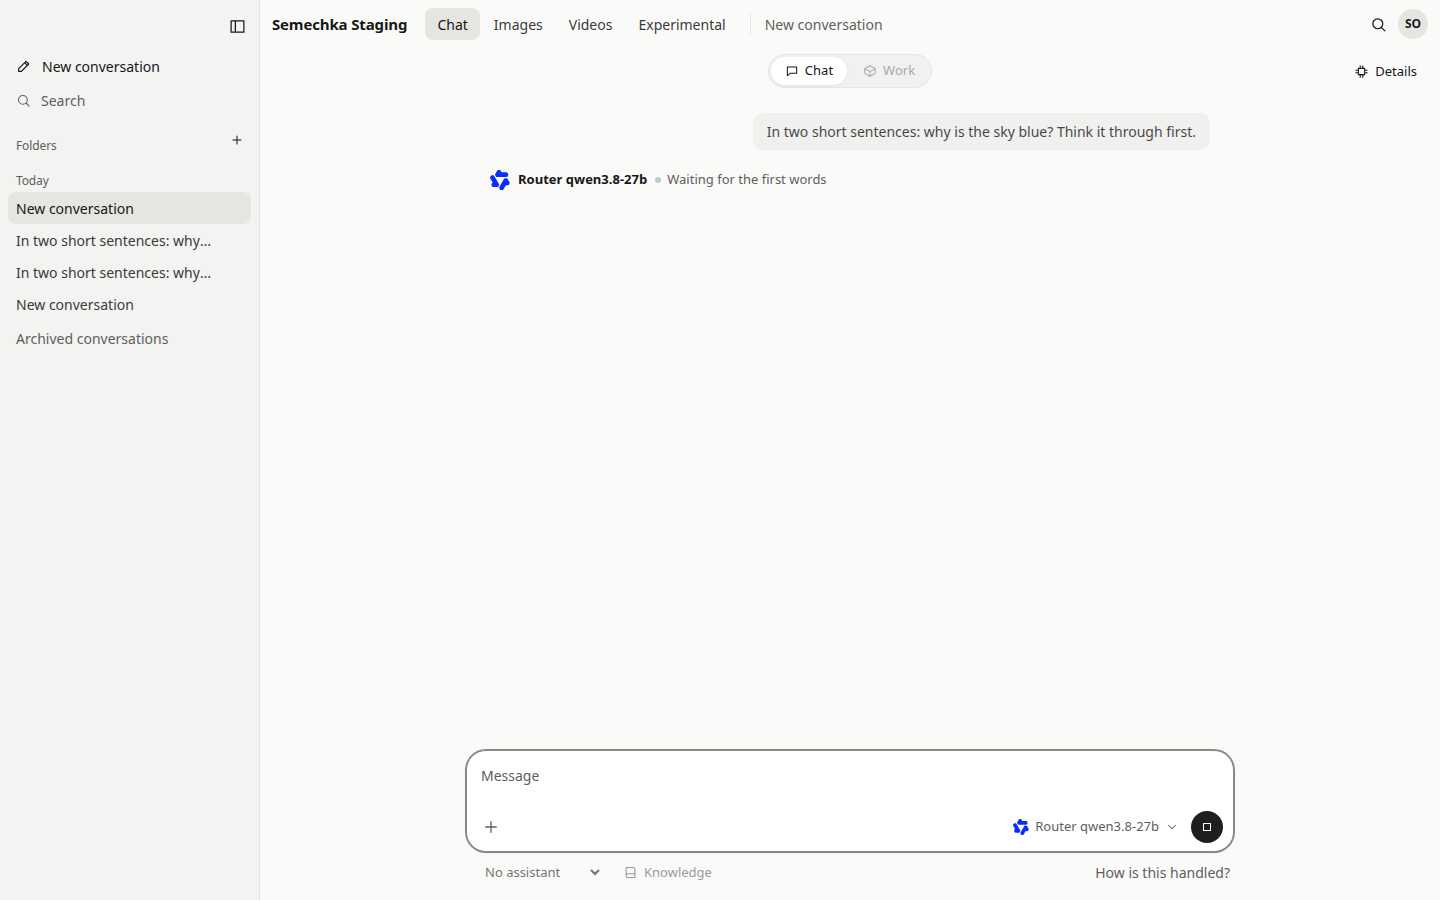 New conversation
Search
Folders
Today
New conversation
In two short sentences: why...
In two short sentences: why...
New conversation
Archived conversations
Semechka Staging
Chat
Images
Videos
Experimental
New conversation
SO
Chat
Work
Details
In two short sentences: why is the sky blue? Think it through first.
Router qwen3.8-27b
Waiting for the first words
Message
Router qwen3.8-27b
No assistant
Knowledge
How is this handled?